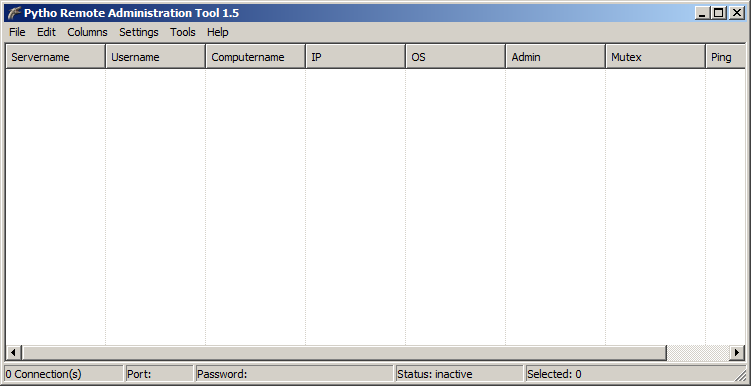 Pytho Remote Administration Tool 1.5
File Edit Columns Settings Tools Help
Servername Username Computername IP OS Admin Mutex Ping
0 Connection(s) Port: Password: Status: inactive Selected: 0